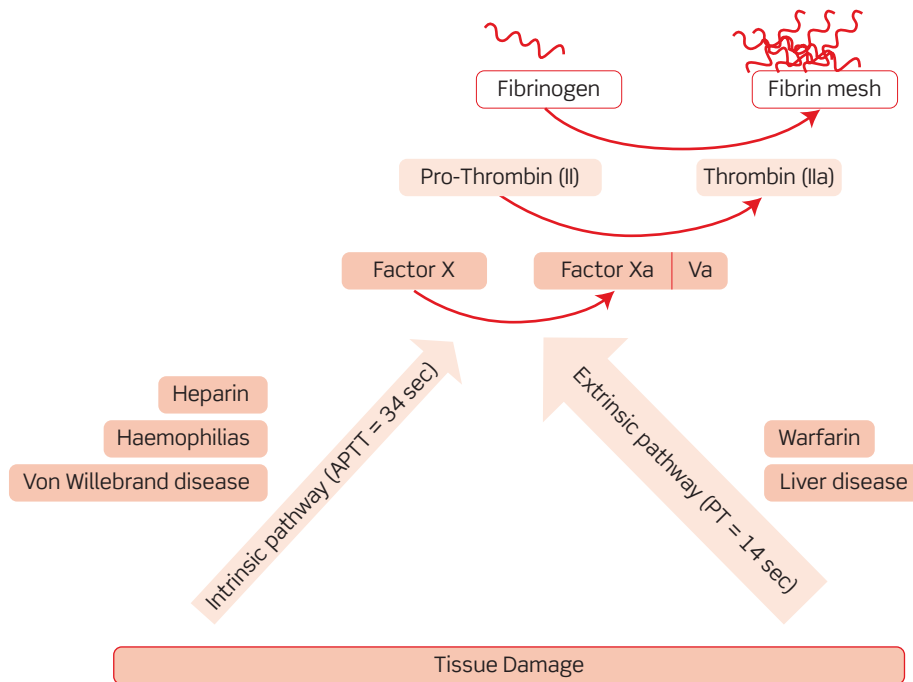 Fibrinogen
Fibrin mesh
Pro-Thrombin (II)
Thrombin (IIa)
Factor X
Factor Xa
Va
Heparin
Haemophilias
Von Willebrand disease
Intrinsic pathway (APTT = 34 sec)
Extrinsic pathway (PT = 14 sec)
Warfarin
Liver disease
Tissue Damage